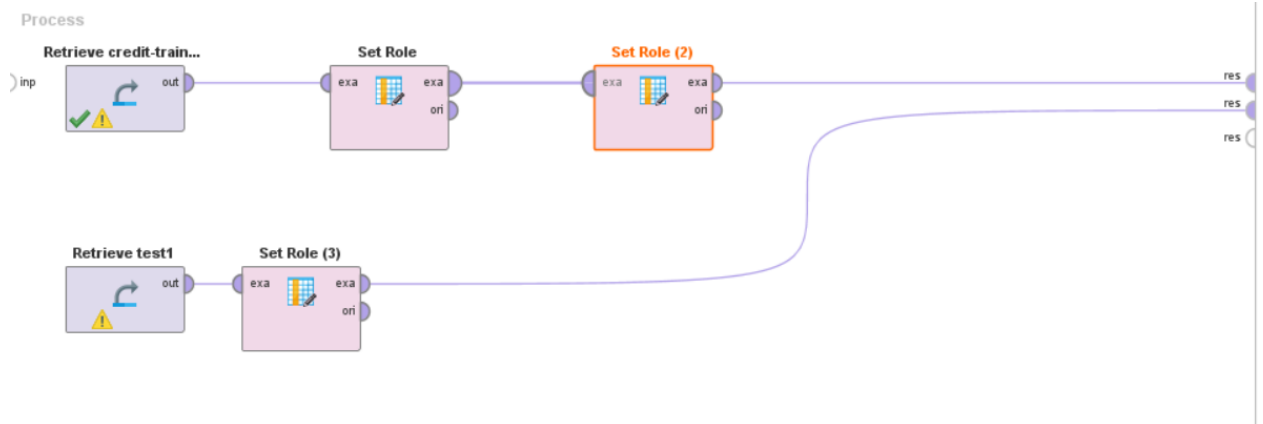 Process
Retrieve credit-train...
Set Role
Set Role (2)
inp
out
exa
exa
ori
exa
exa
ori
res
res
res
Retrieve test1
Set Role (3)
out
exa
exa
ori